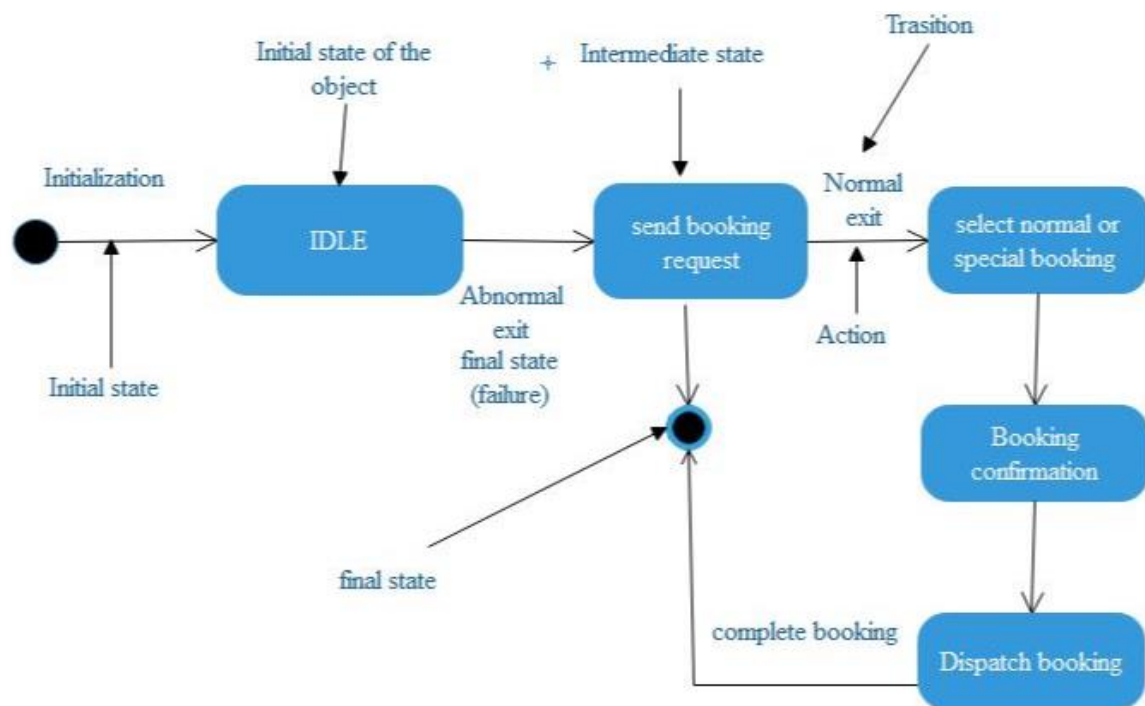 Trasition
Initial state of the
object
Intermediate state
Initialization
Normal
exit
IDLE
send booking
request
select normal or
special booking
Abnormal
exit
final state
(failure)
Action
Initial state
Booking
confirmation
final state
complete booking
Dispatch booking